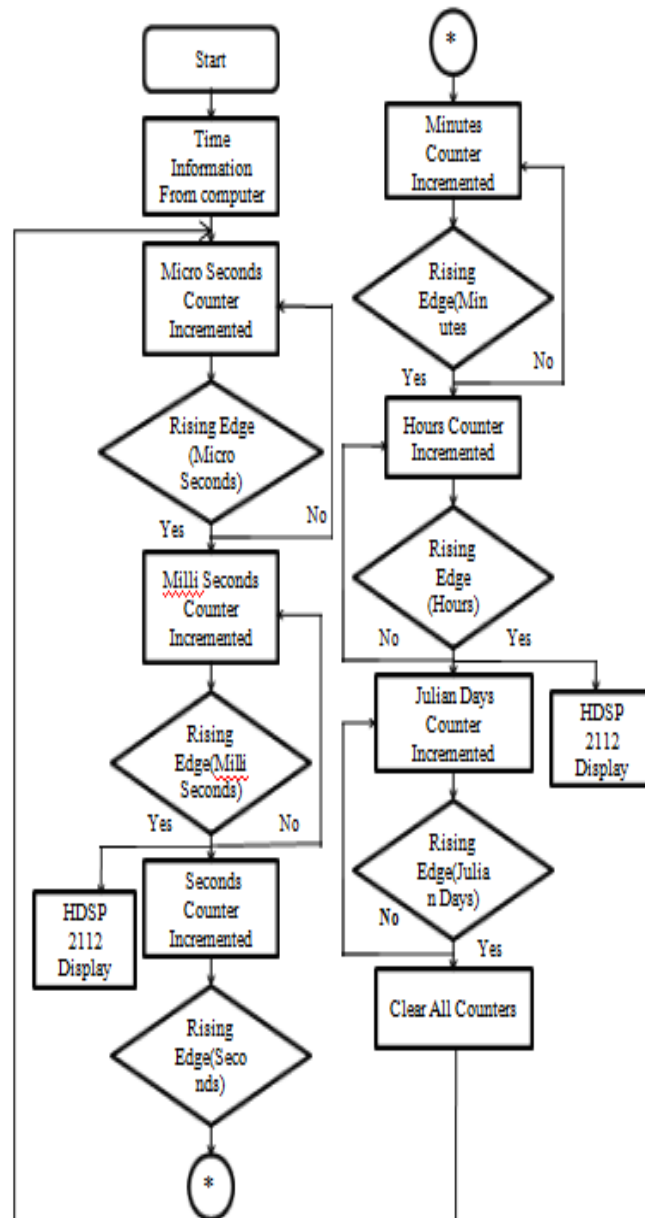 Start
Time
Information
From computer
Micro Seconds
Counter
Incremented
Rising Edge
(Micro
Seconds)
Yes
No
Milli Seconds
Counter
Incremented
Rising
Edge(Milli
Seconds)
Yes
No
HDSP
2112
Display
Seconds
Counter
Incremented
Rising
Edge(Seco
nds)
*
*
Minutes
Counter
Incremented
Rising
Edge(Min
utes
Yes
No
Hours Counter
Incremented
Rising
Edge
(Hours)
No
Yes
Julian Days
Counter
Incremented
HDSP
2112
Display
Rising
Edge(Julia
n Days)
No
Yes
Clear All Counters